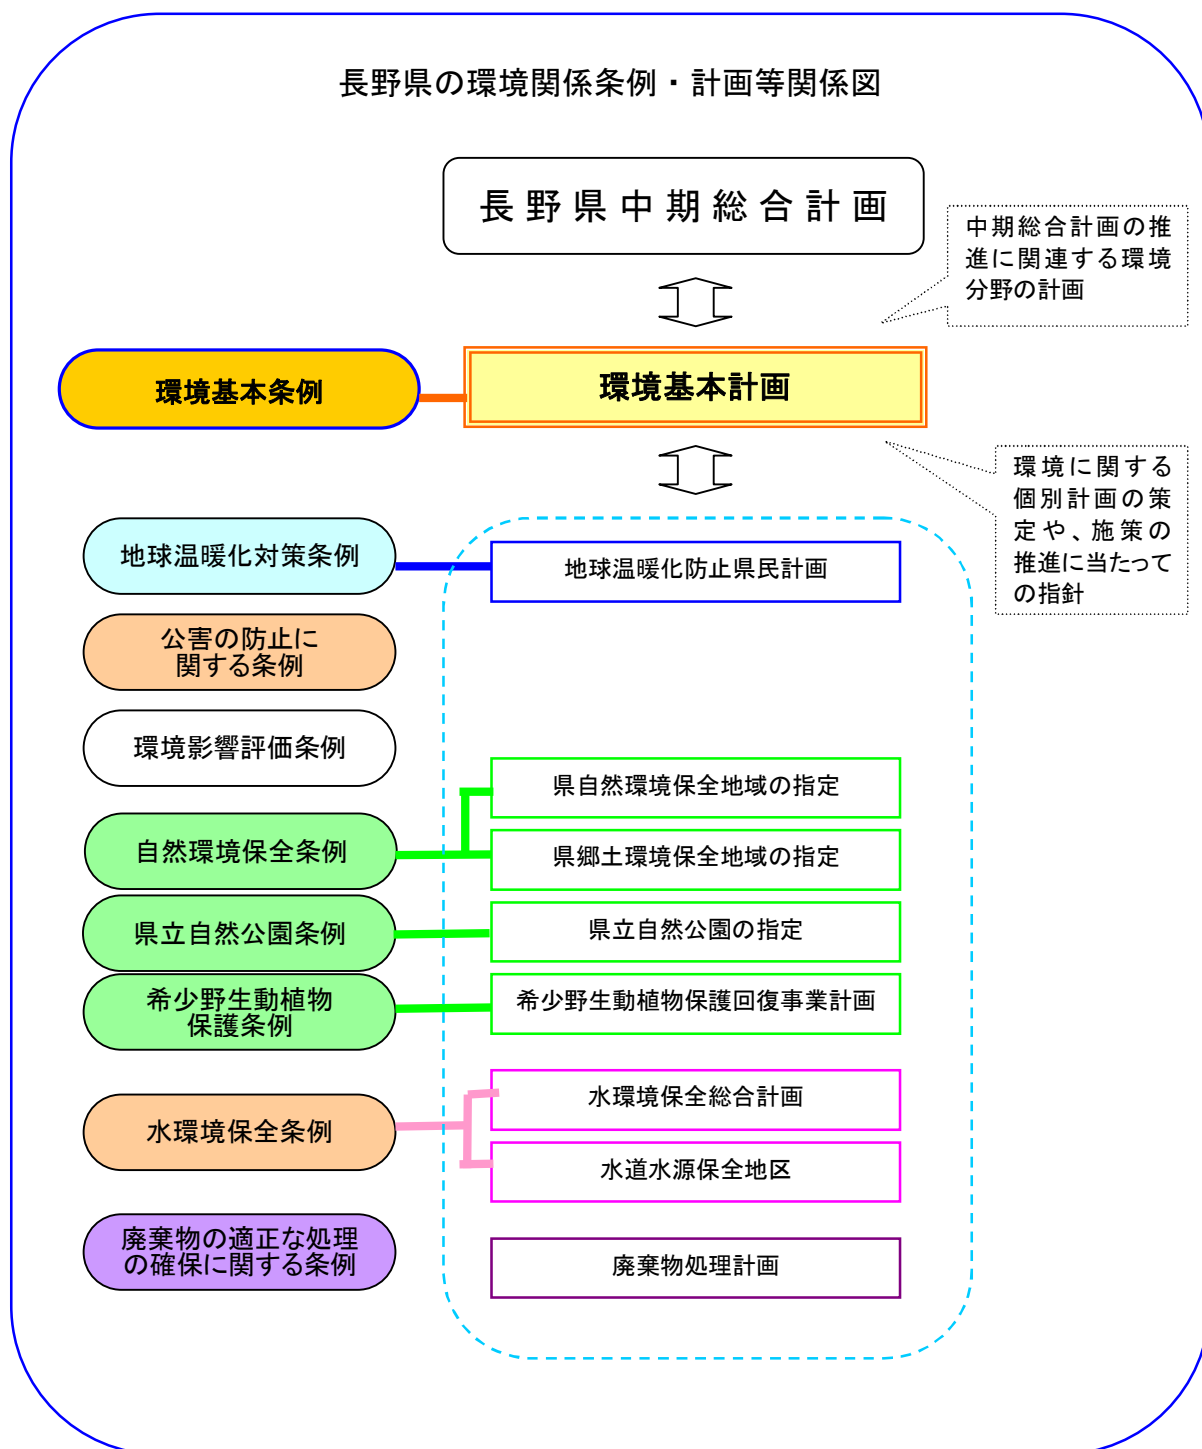 長野県の環境関係条例・計画等関係図
長野県中期総合計画
中期総合計画の推
進に関連する環境
分野の計画
環境基本条例
環境基本計画
環境に関する
個別計画の策
定や、施策の
推進に当たって
の指針
地球温暖化対策条例
地球温暖化防止県民計画
公害の防止に
関する条例
環境影響評価条例
県自然環境保全地域の指定
自然環境保全条例
県郷土環境保全地域の指定
県立自然公園条例
県立自然公園の指定
希少野生動植物
保護条例
希少野生動植物保護回復事業計画
水環境保全総合計画
水環境保全条例
水道水源保全地区
廃棄物の適正な処理
の確保に関する条例
廃棄物処理計画